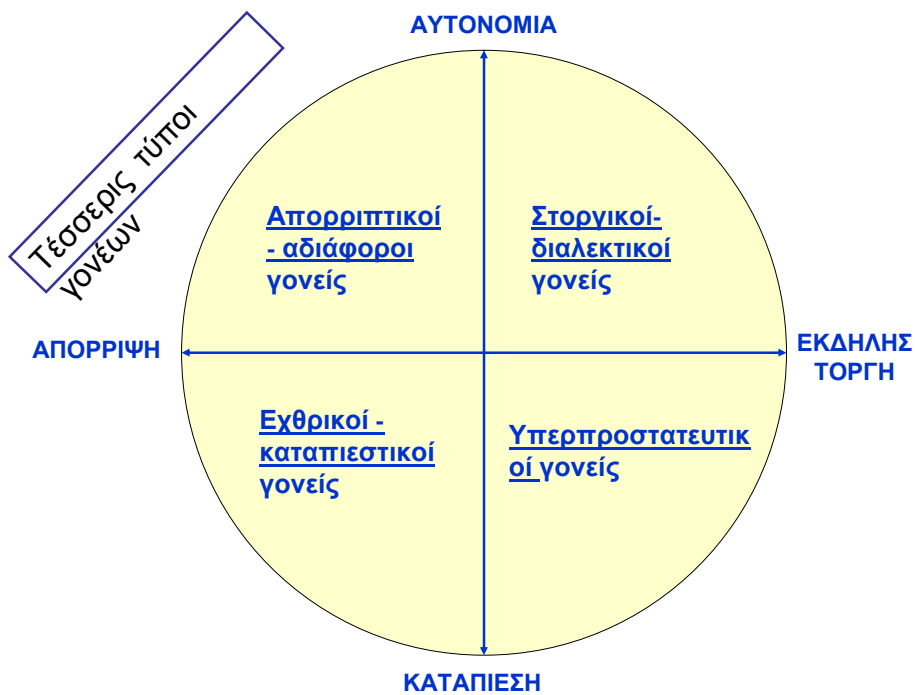 ΑΥΤΟΝΟΜΙΑ
Τέσσερις τύποι
γονέων
Απορριπτικοί
- αδιάφοροι
γονείς
Στοργικοί-
διαλεκτικοί
γονείς
ΑΠΟΡΡΙΨΗ
ΕΚΔΗΛΗΣ
ΤΟΡΓΗ
Εχθρικοί -
καταπιεστικοί
γονείς
Υπερπροστατευτικ
οί γονείς
ΚΑΤΑΠΙΕΣΗ